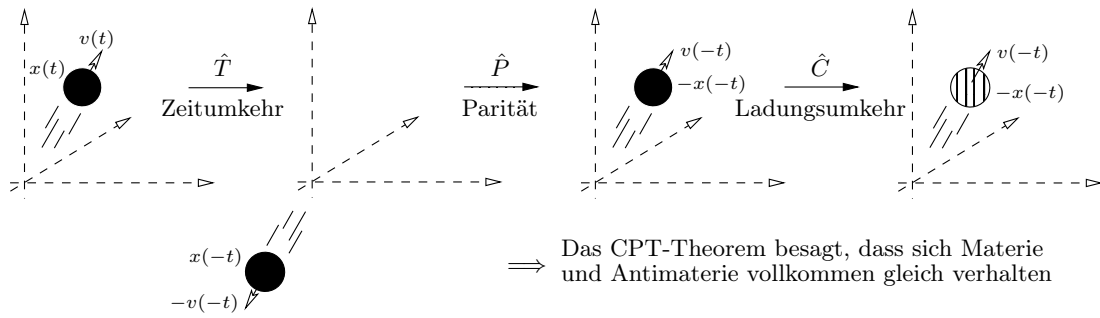 v(t)
x(t)
T̂
Zeitumkehr
P̂
Parität
v(−t)
−x(−t)
Ĉ
Ladungsumkehr
v(−t)
−x(−t)
x(−t)
−v(−t)
⟹ Das CPT-Theorem besagt, dass sich Materie
und Antimaterie vollkommen gleich verhalten